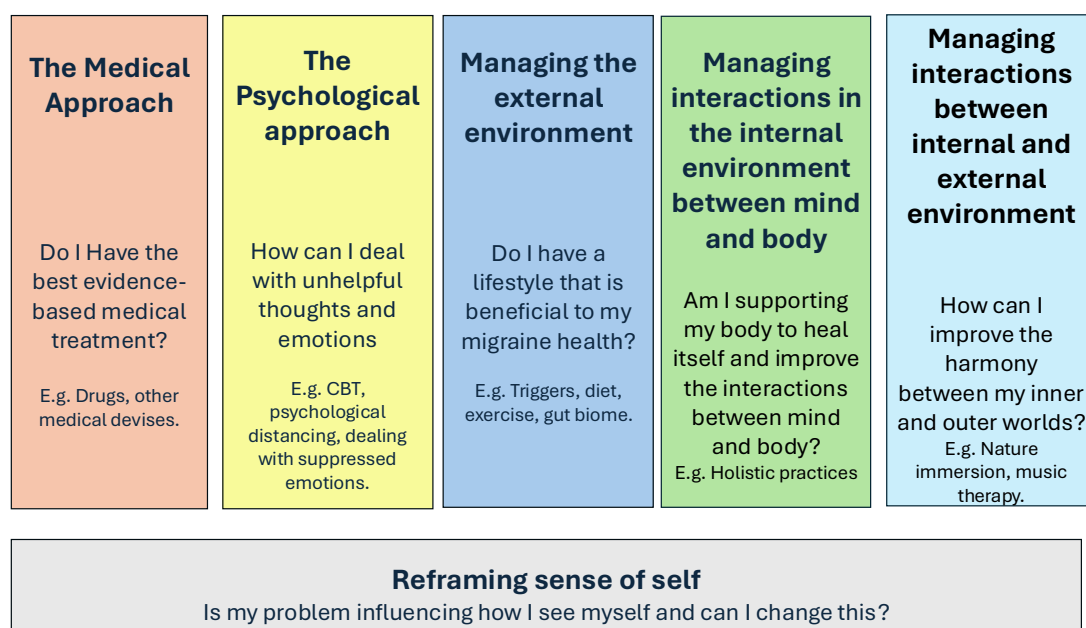 The Medical
Approach
Do I Have the
best evidence-
based medical
treatment?
E.g. Drugs, other
medical devises.
The
Psychological
approach
How can I deal
with unhelpful
thoughts and
emotions
E.g. CBT,
psychological
distancing, dealing
with suppressed
emotions.
Managing the
external
environment
Do I have a
lifestyle that is
beneficial to my
migraine health?
E.g. Triggers, diet,
exercise, gut biome.
Managing
interactions in
the internal
environment
between mind
and body
Am I supporting
my body to heal
itself and improve
the interactions
between mind
and body?
E.g. Holistic practices
Managing
interactions
between
internal and
external
environment
How can I
improve the
harmony
between my inner
and outer worlds?
E.g. Nature
immersion, music
therapy.
Reframing sense of self
Is my problem influencing how I see myself and can I change this?